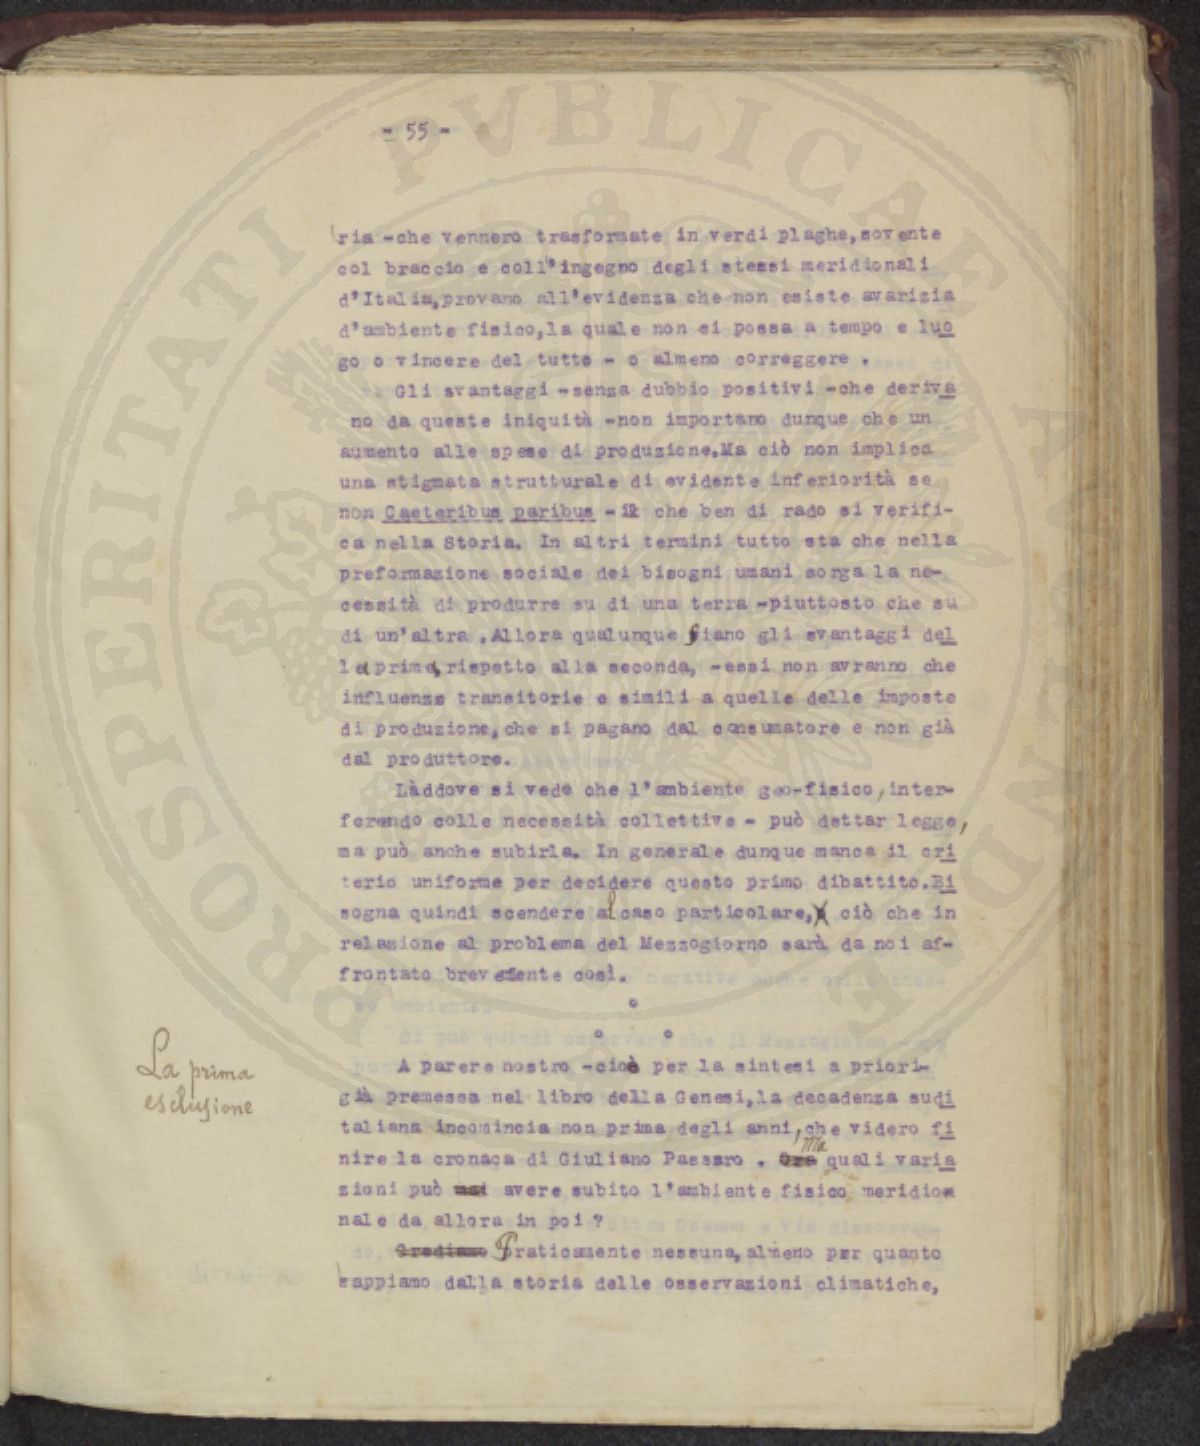 - 55 -
ria -che vennero trasformate in verdi plaghe,sovente
col braccio e coll'ingegno degli stessi meridionali
d'Italia,provano all'evidenza che non esiste avarizia
d'ambiente fisico,la quale non si possa a tempo e luo
go o vincere del tutto - o almeno correggere .
Gli svantaggi -senza dubbio positivi -che deriva
no da queste iniquità -non importano dunque che un
aumento alle spese di produzione.Ma ciò non implica
una stigmata strutturale di evidente inferiorità se
non Caeteribus paribus - il che ben di rado si verifi-
ca nella Storia. In altri termini tutto sta che nella
preformazione sociale dei bisogni umani sorga la ne-
cessità di produrre su di una terra -piuttosto che su
di un'altra .Allora qualunque siano gli svantaggi del
la prima,rispetto alla seconda, -essi non avranno che
influenze transitorie e simili a quelle delle imposte
di produzione,che si pagano dal consumatore e non già
dal produttore.
Làddove si vede che l'ambiente geo-fisico,inter-
ferendo colle necessità collettive - può dettar legge,
ma può anche subirla. In generale dunque manca il cri
terio uniforme per decidere questo primo dibattito.Bi
sogna quindi scendere al caso particolare, ciò che in
relazione al problema del Mezzogiorno sarà da noi af-
frontato brevemente così.
° ° °
La prima
esclusione
A parere nostro -cioè per la sintesi a priori-
già premessa nel libro della Genesi,la decadenza sudi
taliana incomincia non prima degli anni,che videro fi
nire la cronaca di Giuliano Passaro . Ora Ma quali varia
zioni può mai avere subito l'ambiente fisico meridio=
nale da allora in poi ?
Crediamo Praticamente nessuna,almeno per quanto
sappiamo dalla storia delle osservazioni climatiche,
PROSPERITATI PVBLICAE AVGENDAE